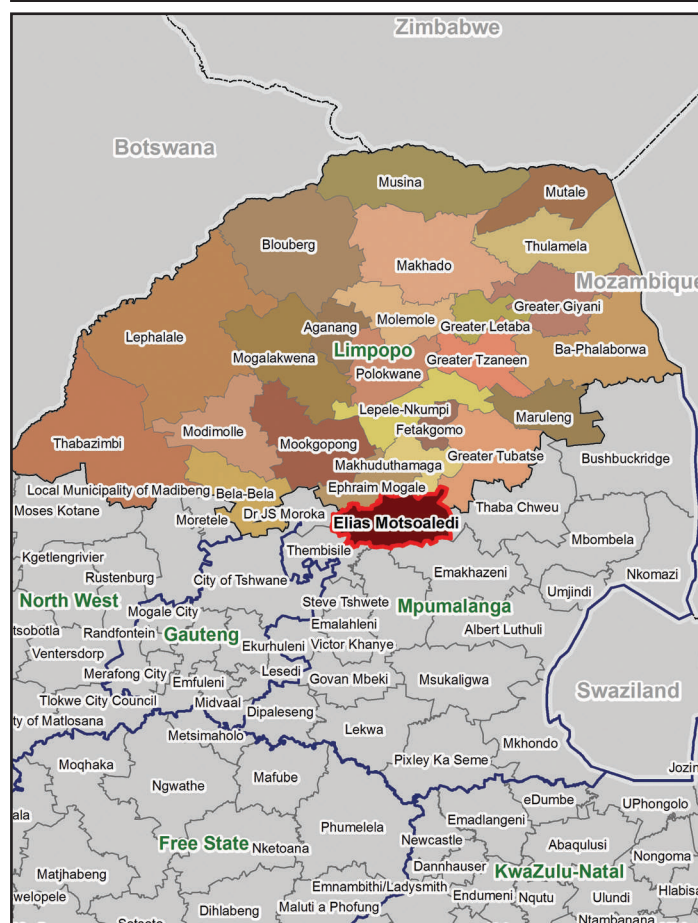 Zimbabwe
Botswana
Musina
Mutale
Blouberg
Thulamela
Makhado
Mozambique
Greater Giyani
Molemole
Aganang
Greater Letaba
Lephalale
Limpopo
Mogalakwena
Greater Tzaneen
Ba-Phalaborwa
Polokwane
Lepele-Nkumpi
Maruleng
Fetakgomo
Modimolle
Mookgopong
Thabazimbi
Greater Tubatse
Bushbuckridge
Makhuduthamaga
Ephraim Mogale
Local Municipality of Madibeng
Bela-Bela
Moses Kotane
Dr JS Moroka
Thaba Chweu
Moretele
Elias Motsoaledi
Mbombela
Thembisile
Kgetlengrivier
Emakhazeni
Nkomazi
Rustenburg
City of Tshwane
Umjindi
North West
Steve Tshwete
Mpumalanga
Mogale City
Emalahleni
tsobotla
Randfontein
Gauteng
Albert Luthuli
Ekurhuleni
Victor Khanye
Ventersdorp
Merafong City
Lesedi
Govan Mbeki
Msukaligwa
Emfuleni
Swaziland
Tlokwe City Council
Midvaal
Dipaleseng
ty of Matlosana
Metsimaholo
Lekwa
Mkhondo
Pixley Ka Seme
Moqhaka
Jozin
Mafube
Ngwathe
eDumbe
UPhongolo
ala
Emadlangeni
Phumelela
Free State
Nketoana
Newcastle
Abaqulusi
Nongoma
Matjhabeng
Dannhauser
KwaZulu-Natal
Emnambithi/Ladysmith
Hlabisa
welopele
Endumeni
Nqutu
Ulundi
Dihlabeng
Maluti a Phofung
Setsoto
Ntambanana